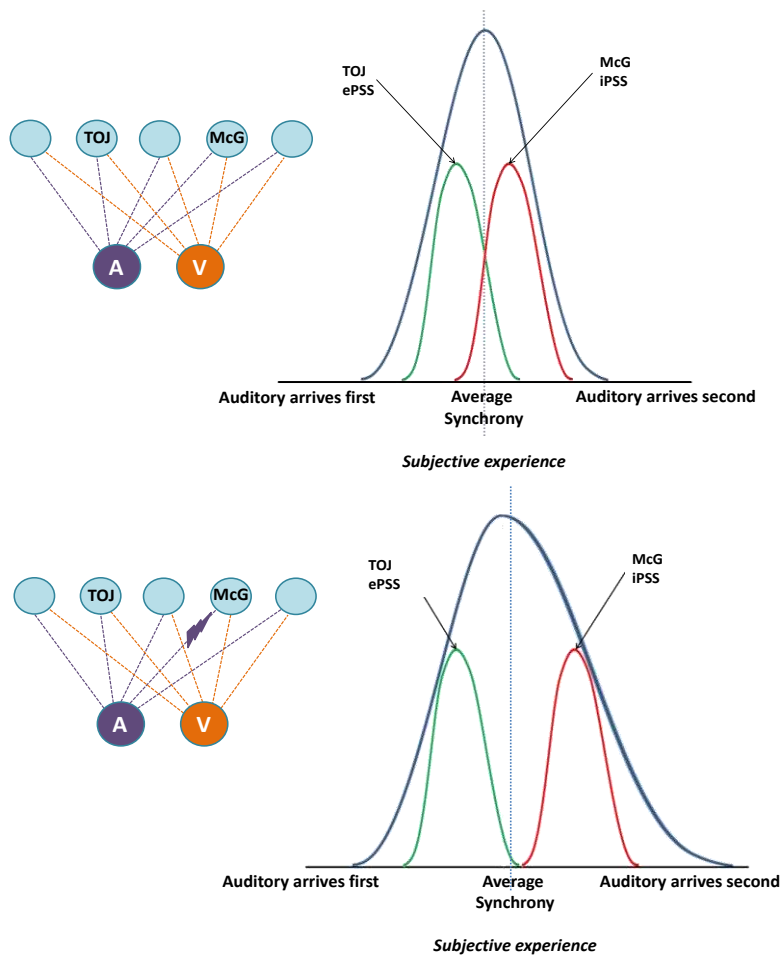 TOJ
ePSS
McG
iPSS
TOJ
McG
A
V
Auditory arrives first
Average
Synchrony
Auditory arrives second
Subjective experience
TOJ
ePSS
McG
iPSS
TOJ
McG
A
V
Auditory arrives first
Average
Synchrony
Auditory arrives second
Subjective experience